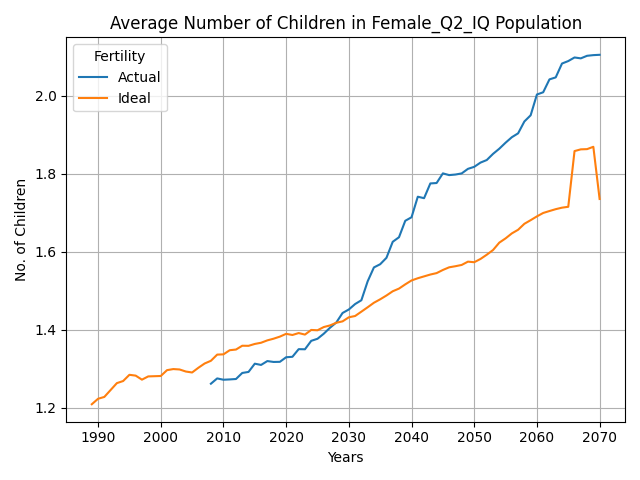 Average Number of Children in Female_Q2_IQ Population
Fertility
Actual
Ideal
No. of Children
2.0
1.8
1.6
1.4
1.2
1990 2000 2010 2020 2030 2040 2050 2060 2070
Years